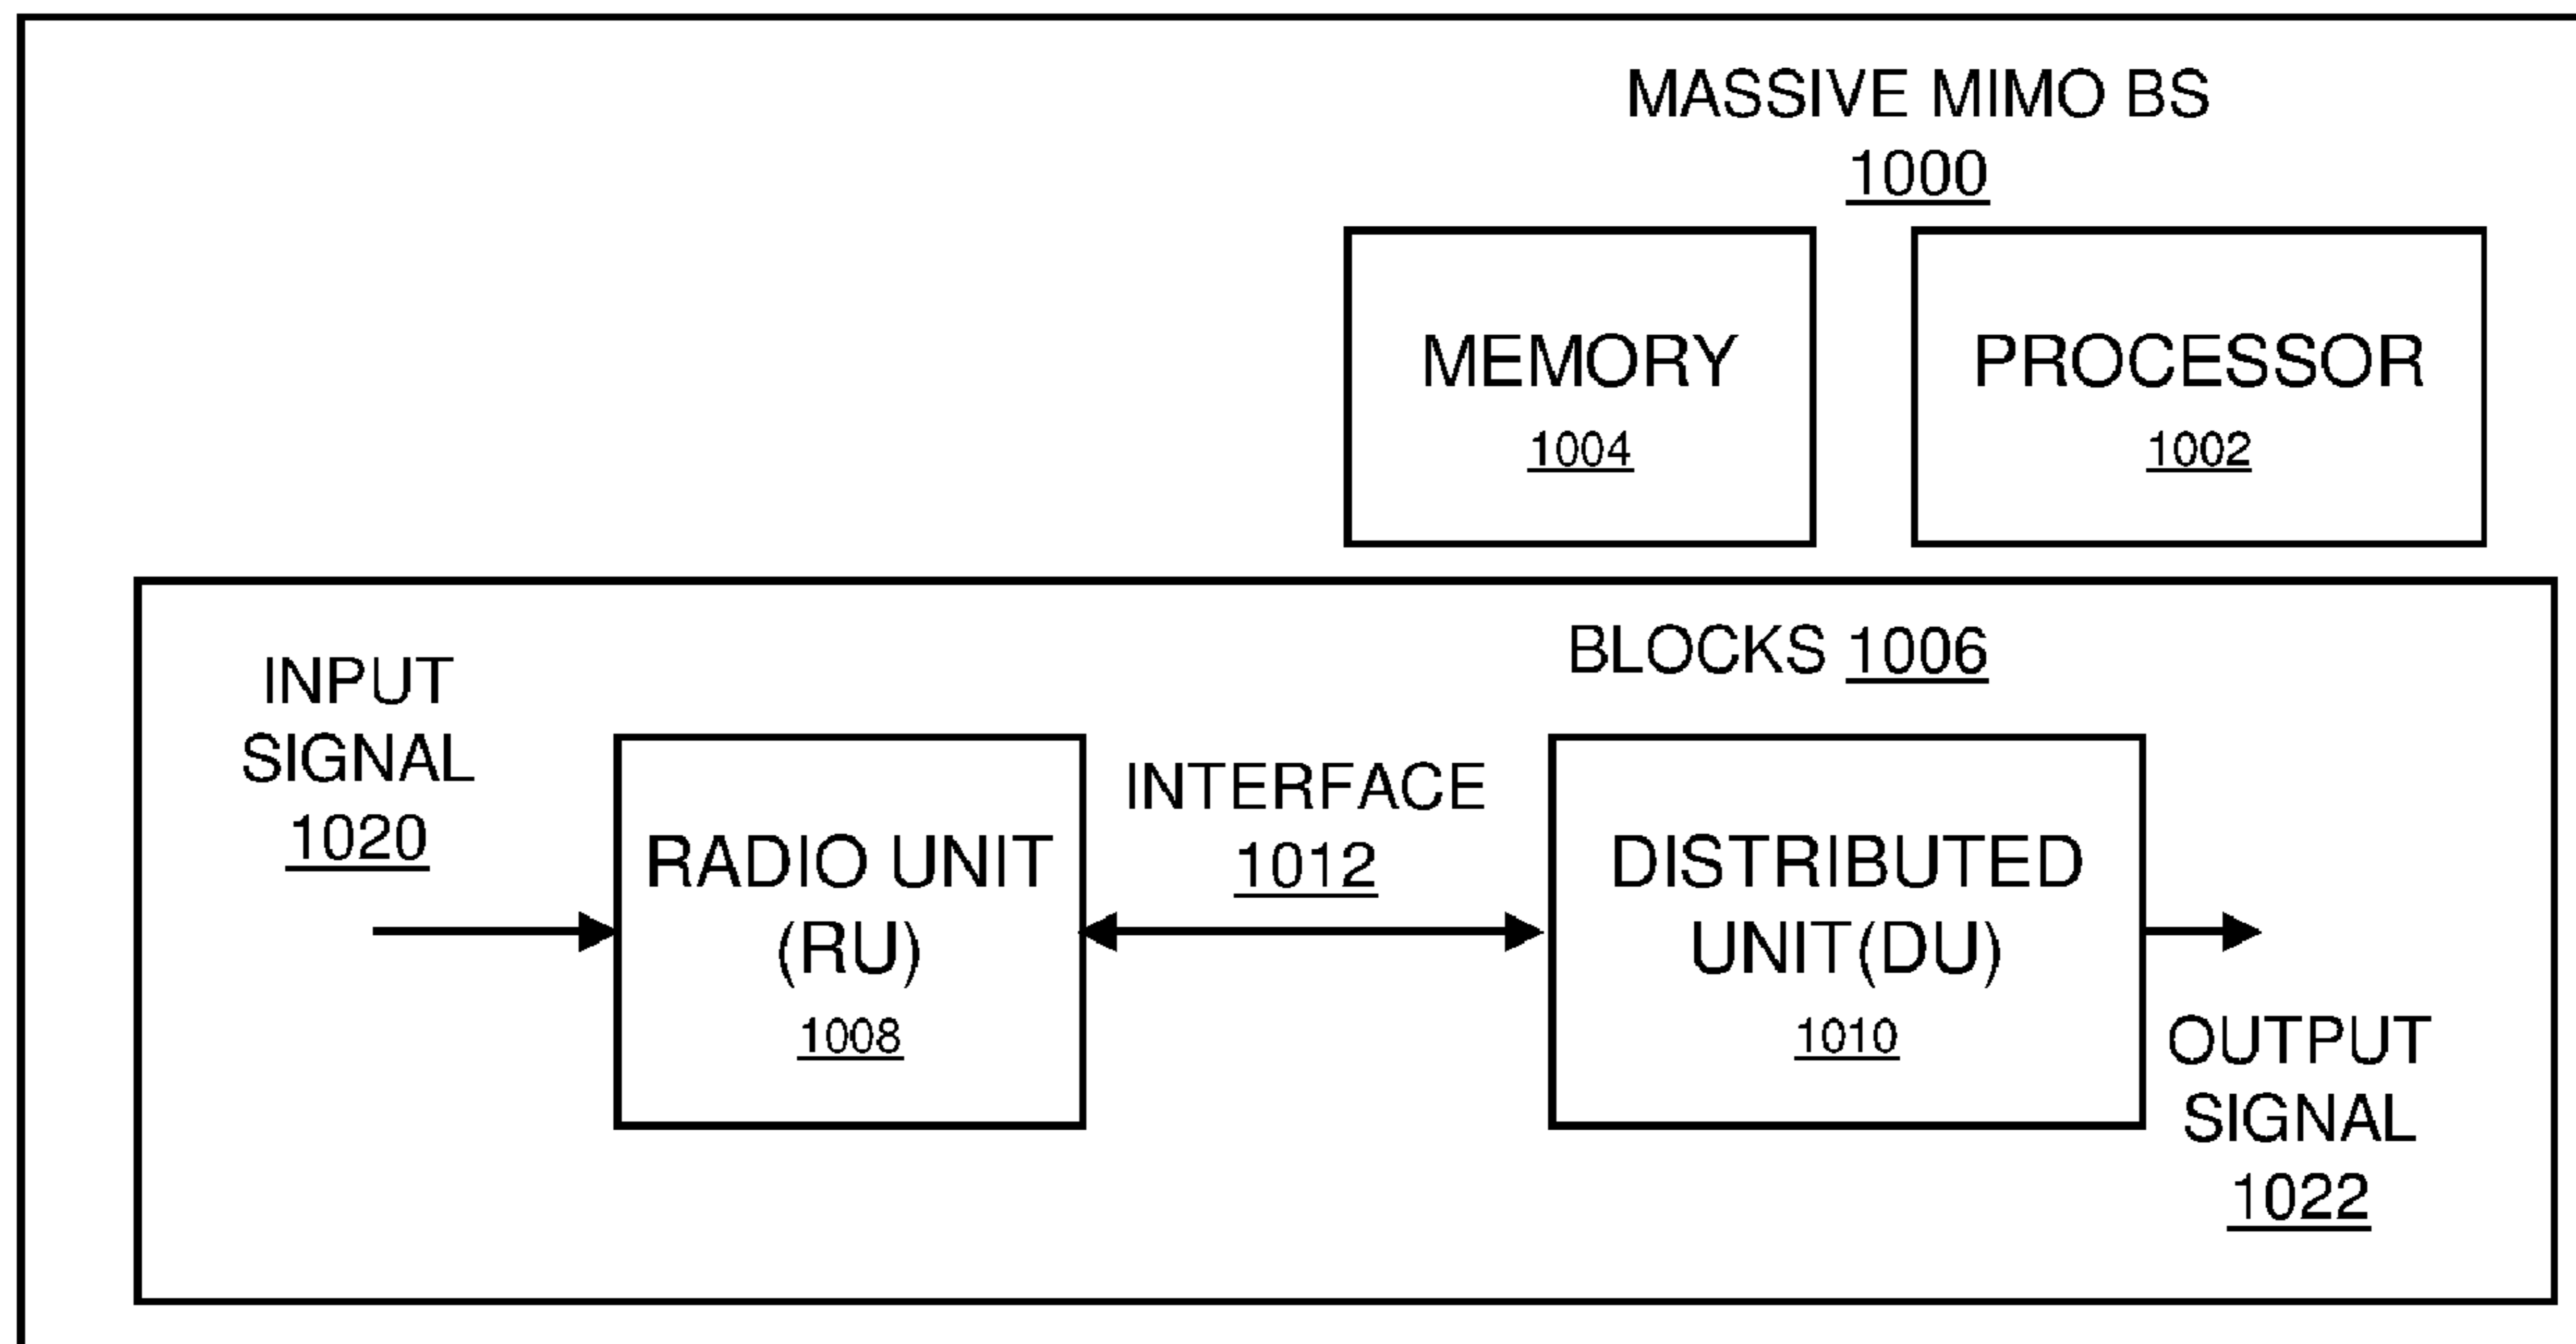 MASSIVE MIMO BS
1000
MEMORY
1004
PROCESSOR
1002
BLOCKS 1006
INPUT
SIGNAL
1020
RADIO UNIT
(RU)
1008
INTERFACE
1012
DISTRIBUTED
UNIT(DU)
1010
OUTPUT
SIGNAL
1022